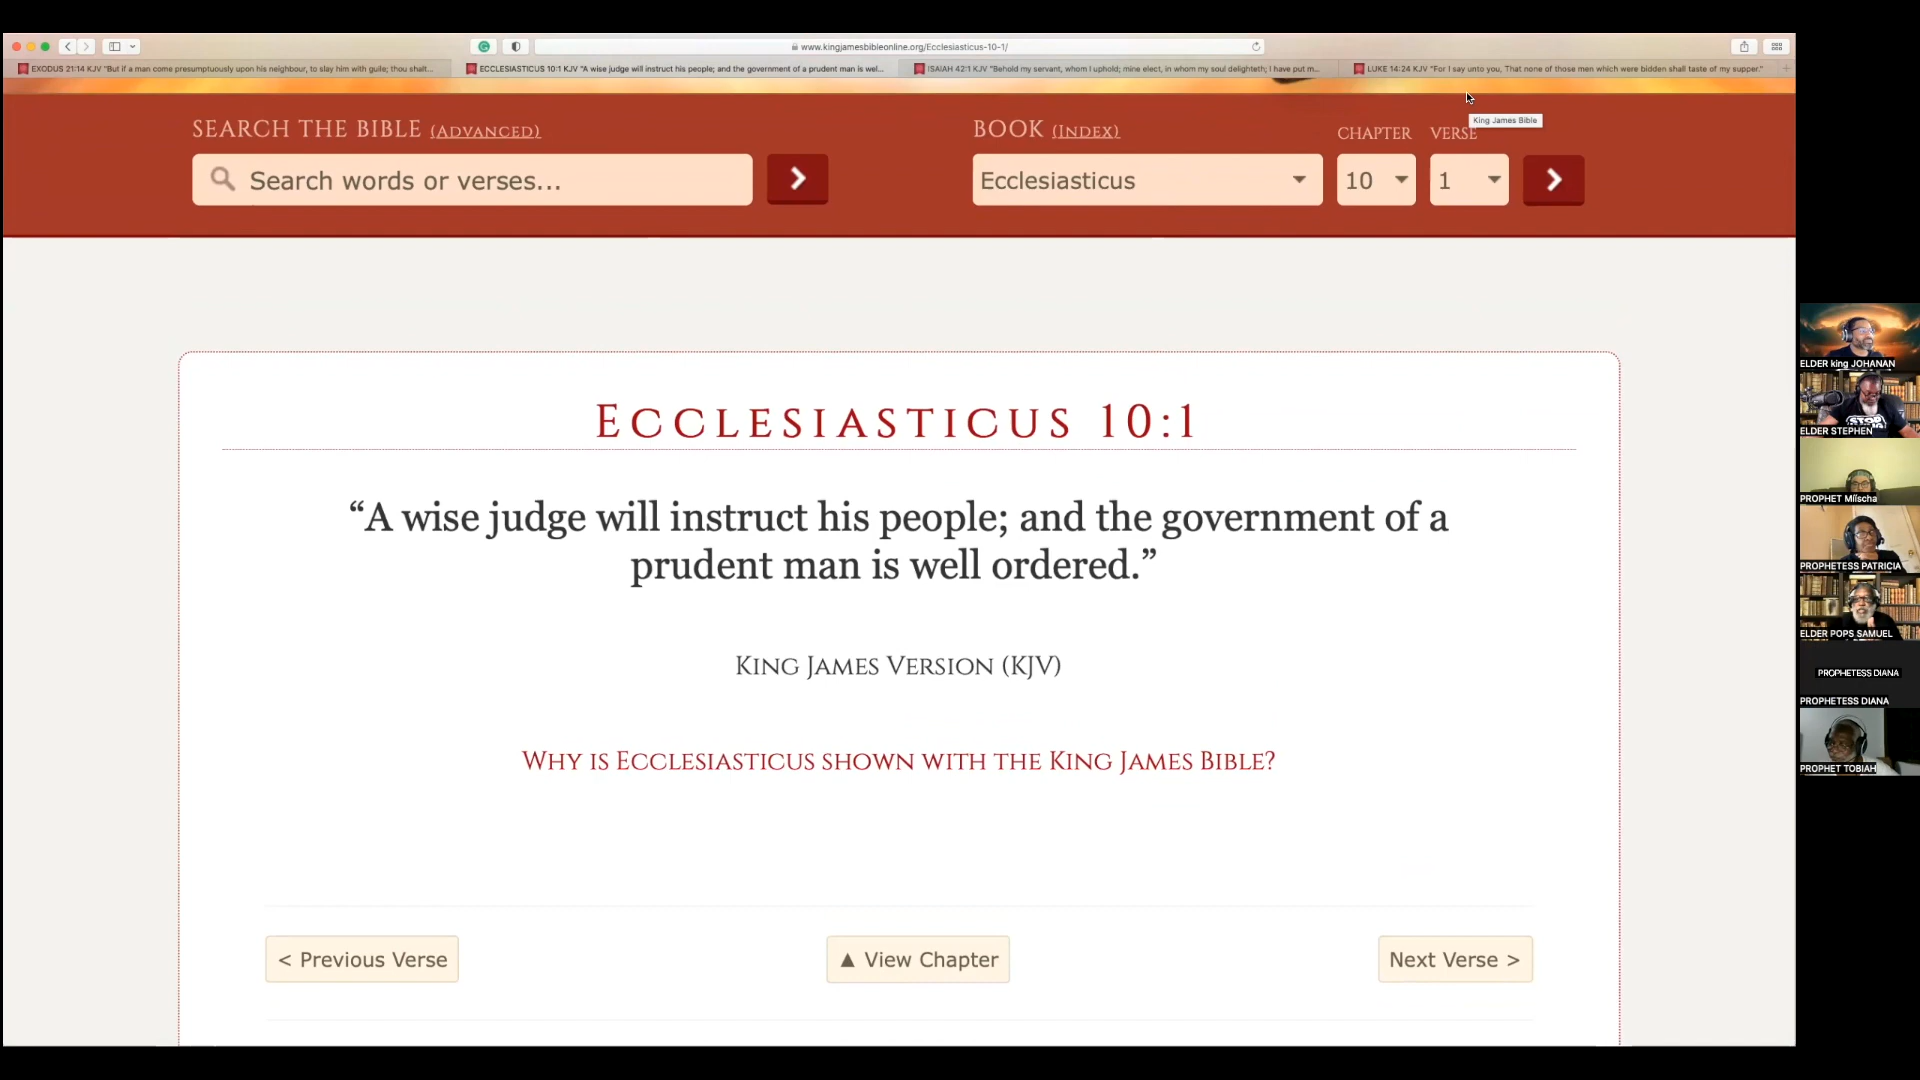 www.kingjamesbibleonline.org/Ecclesiasticus-10-1/
EXODUS 21:14 KJV "But if a man come presumptuously upon his neighbour, to slay him with guile; thou shalt...
ECCLESIASTICUS 10:1 KJV "A wise judge will instruct his people; and the government of a prudent man is wel...
ISAIAH 42:1 KJV "Behold my servant, whom I uphold; mine elect, in whom my soul delighteth; I have put m...
LUKE 14:24 KJV "For I say unto you, That none of those men which were bidden shall taste of my supper."
SEARCH THE BIBLE (ADVANCED)
BOOK (INDEX)
CHAPTER
VERSE
King James Bible
Search words or verses...
Ecclesiasticus
10
1
ECCLESIASTICUS 10:1
“A wise judge will instruct his people; and the government of a
prudent man is well ordered.”
KING JAMES VERSION (KJV)
WHY IS ECCLESIASTICUS SHOWN WITH THE KING JAMES BIBLE?
< Previous Verse
▲ View Chapter
Next Verse >
ELDER king JOHANAN
STOP
ELDER STEPHEN
PROPHET Miischa
PROPHETESS PATRICIA
ELDER POPS SAMUEL
PROPHETESS DIANA
PROPHETESS DIANA
PROPHET TOBIAH